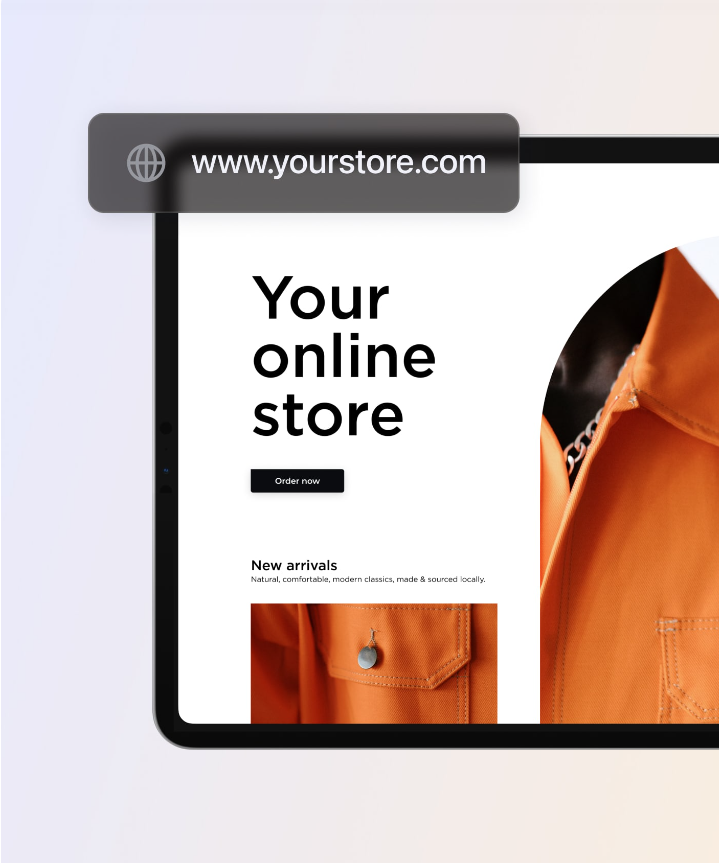 www.yourstore.com
Your
online
store
Order now
New arrivals
Natural, comfortable, modern classics, made & sourced locally.